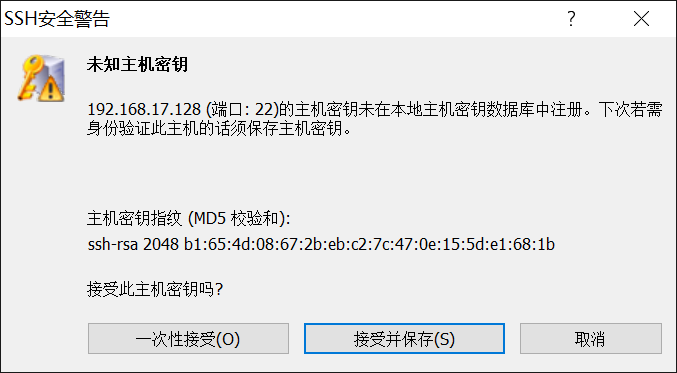 SSH安全警告
未知主机密钥
192.168.17.128 (端口: 22)的主机密钥未在本地主机密钥数据库中注册。下次若需
身份验证此主机的话须保存主机密钥。
主机密钥指纹 (MD5 校验和):
ssh-rsa 2048 b1:65:4d:08:67:2b:eb:c2:7c:47:0e:15:5d:e1:68:1b
接受此主机密钥吗?
一次性接受(O) 接受并保存(S) 取消